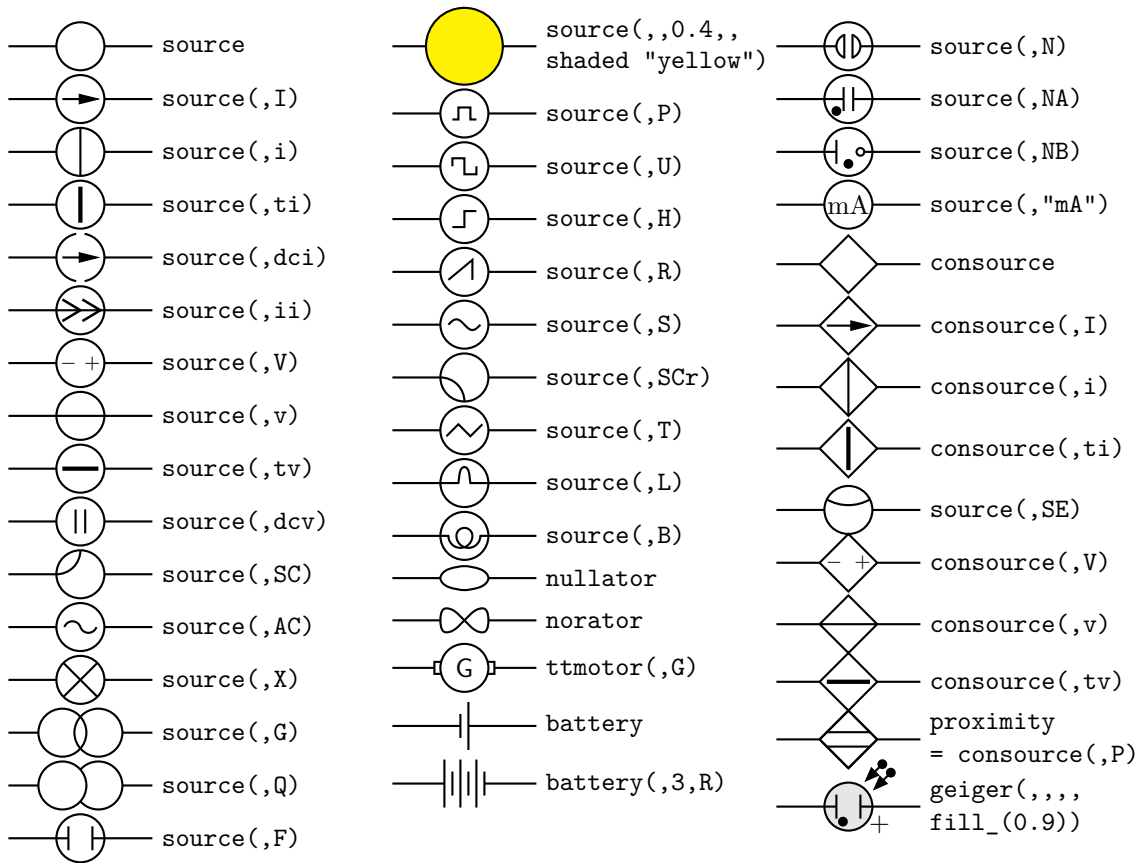 source
source(,I)
source(,i)
source(,ti)
source(,dci)
source(,ii)
− +
source(,V)
source(,v)
source(,tv)
source(,dcv)
source(,SC)
source(,AC)
source(,X)
source(,G)
source(,Q)
source(,F)
source(,,0.4,,
shaded "yellow")
source(,P)
source(,U)
source(,H)
source(,R)
source(,S)
source(,SCr)
source(,T)
source(,L)
source(,B)
nullator
norator
G
ttmotor(,G)
battery
battery(,3,R)
source(,N)
source(,NA)
source(,NB)
mA
source(,"mA")
consource
consource(,I)
consource(,i)
consource(,ti)
source(,SE)
− +
consource(,V)
consource(,v)
consource(,tv)
proximity
= consource(,P)
+
geiger(,,,,
fill_(0.9))